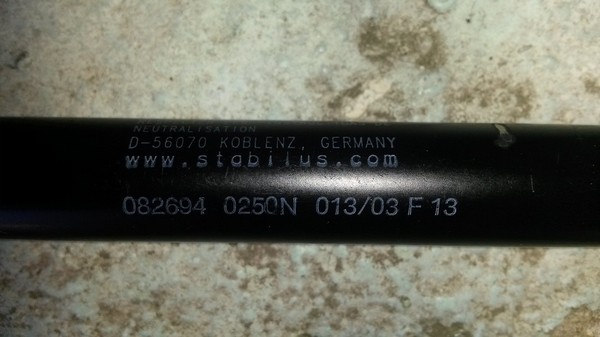 NEUTRALISATION
D-56070 KOBLENZ, GERMANY
www.stabilus.com
082694 0250N 013/03 F 13